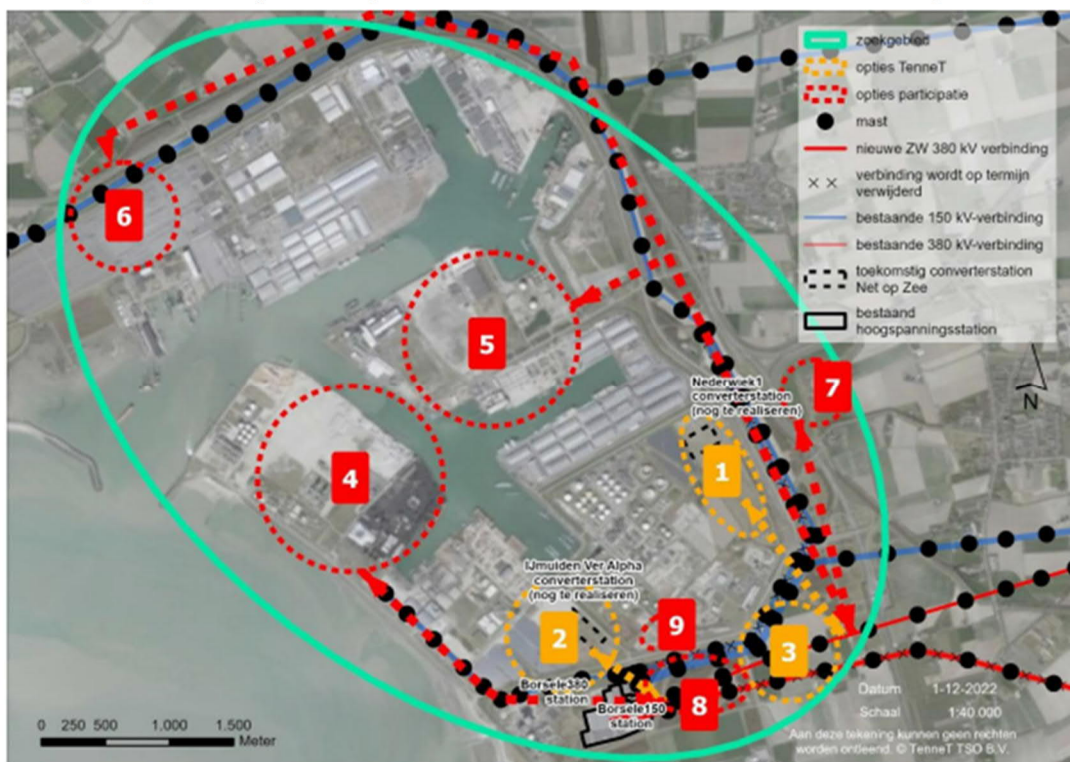 zoekgebied
opties TenneT
opties participatie
mast
nieuwe ZW 380 kV verbinding
verbinding wordt op termijn
verwijderd
bestaande 150 kV-verbinding
bestaande 380 kV-verbinding
toekomstig converterstation
Net op Zee
bestaand
hoogspanningsstation
N
6
5
7
Nederwiek1
converterstation
(nog te realiseren)
1
4
IJmuiden Ver Alpha
converterstation
(nog te realiseren)
2
9
3
Borsele380
station
8
Borsele150
station
Datum 1-12-2022
Schaal 1:40.000
Aan deze tekening kunnen geen rechten
worden ontleend. © TenneT TSO B.V.
0 250 500 1.000 1.500
Meter